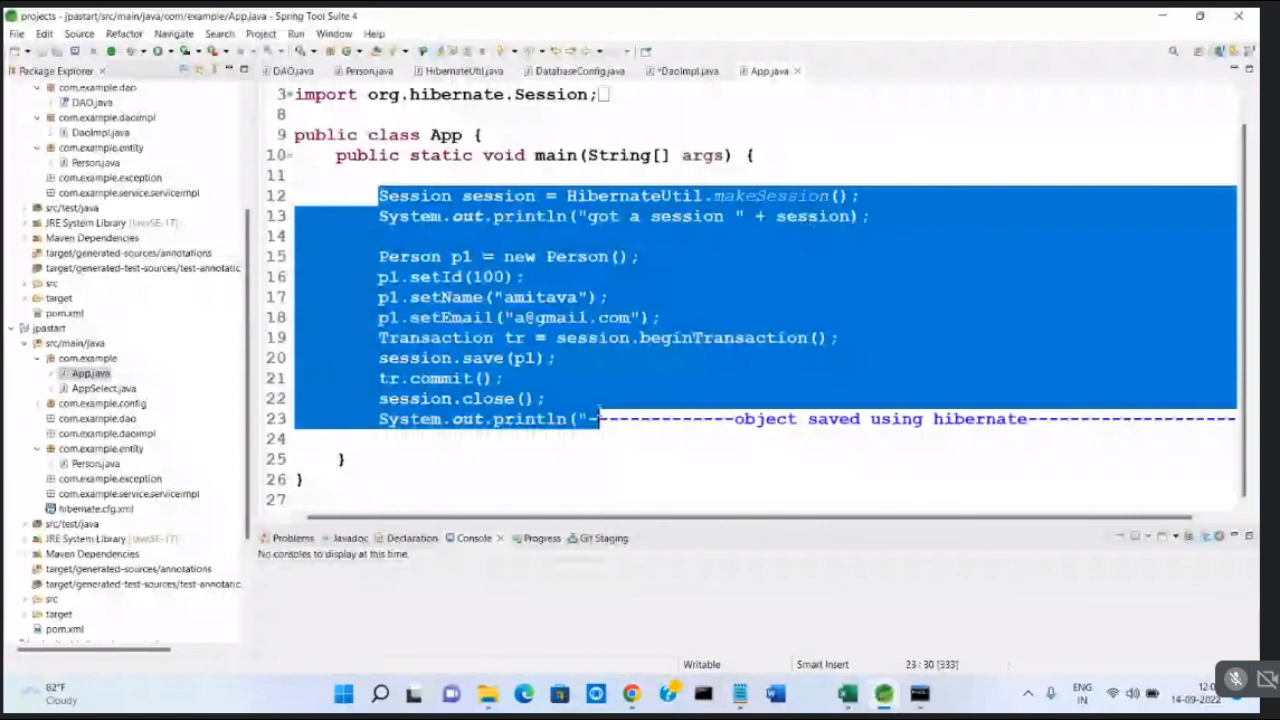 projects - jpastart/src/main/java/com/example/App.java - Spring Tool Suite 4
File Edit Source Refactor Navigate Search Project Run Window Help
Package Explorer
DAO.java Person.java HibernateUtil.java DatabaseConfig.java *DaoImpl.java App.java
com.example.dao
DAO.java
com.example.daoimpl
DaoImpl.java
com.example.entity
Person.java
com.example.exception
com.example.service.serviceimpl
src/test/java
JRE System Library [JavaSE-17]
Maven Dependencies
target/generated-sources/annotations
target/generated-test-sources/test-annotatic
src
target
pom.xml
jpastart
src/main/java
com.example
App.java
AppSelect.java
com.example.config
com.example.dao
com.example.daoimpl
com.example.entity
Person.java
com.example.exception
com.example.service.serviceimpl
hibernate.cfg.xml
src/test/java
JRE System Library [JavaSE-17]
Maven Dependencies
target/generated-sources/annotations
target/generated-test-sources/test-annotatic
src
target
pom.xml
3 import org.hibernate.Session;
8
9 public class App {
10 public static void main(String[] args) {
11
12 Session session = HibernateUtil.makeSession();
13 System.out.println("got a session " + session);
14
15 Person p1 = new Person();
16 p1.setId(100);
17 p1.setName("amitava");
18 p1.setEmail("a@gmail.com");
19 Transaction tr = session.beginTransaction();
20 session.save(p1);
21 tr.commit();
22 session.close();
23 System.out.println("--------------object saved using hibernate--------------------
24
25 }
26 }
27
Problems Javadoc Declaration Console Progress Git Staging
No consoles to display at this time.
Writable Smart Insert 23 : 30 [333]
82°F
Cloudy
ENG
IN
14-09-2022